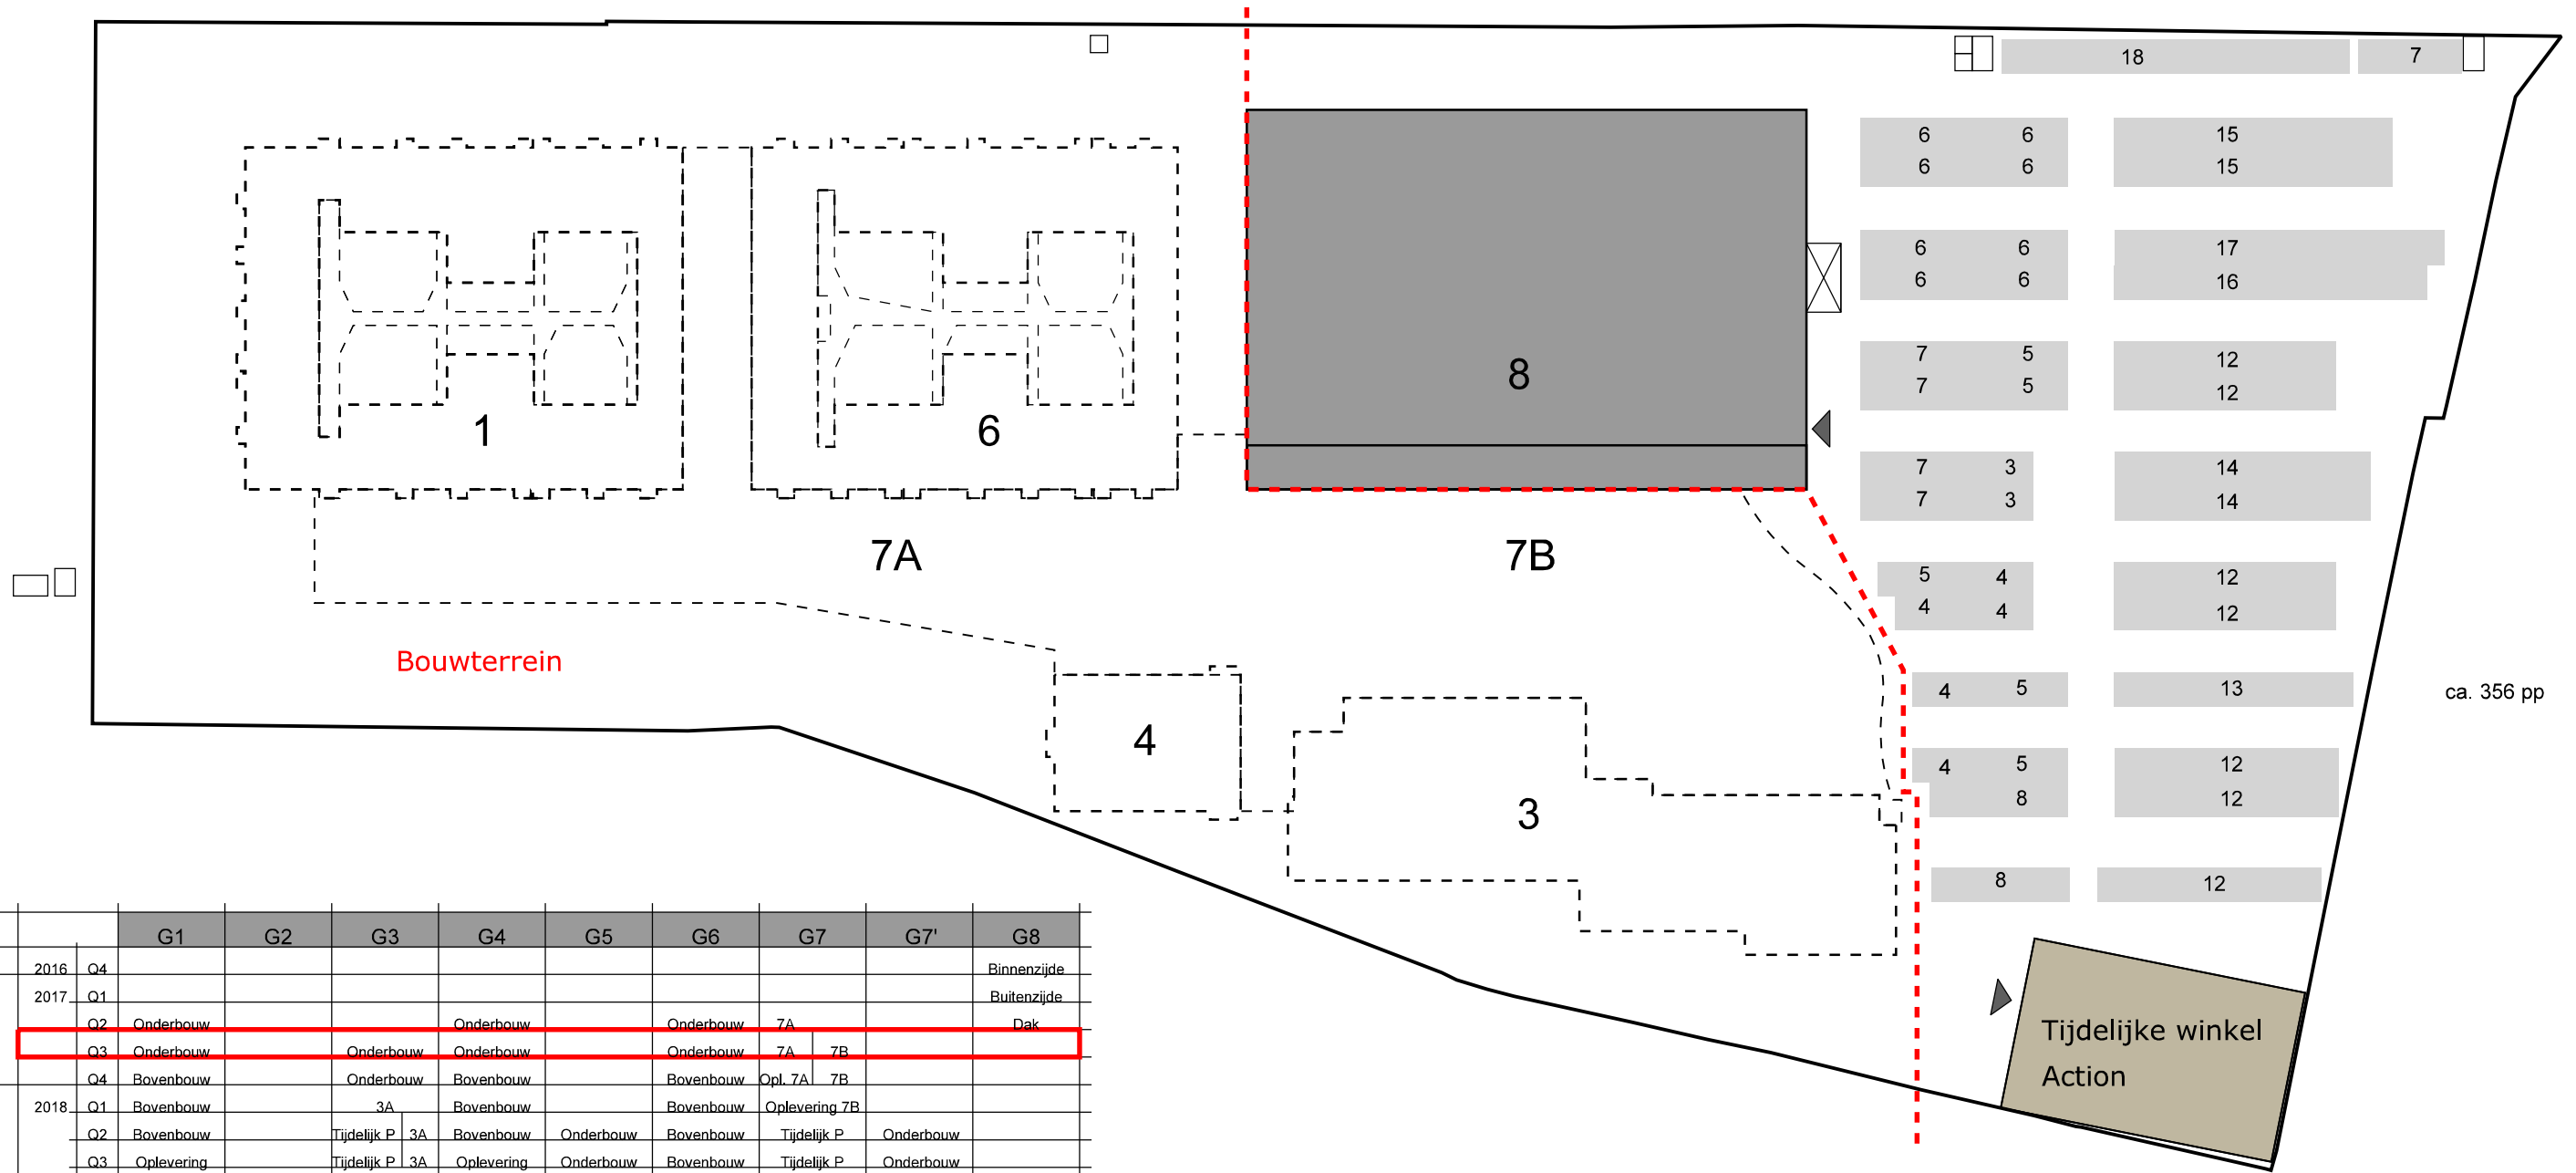 18 7
6 6 15
6 6 15
6 6 17
6 6 16
8
7 5 12
7 5 12
1 6
7 3 14
7 3 14
7A 7B
5 4 12
4 4 12
Bouwterrein
4 5 13
ca. 356 pp
4
4 5 12
8 12
3
8 12
G1 G2 G3 G4 G5 G6 G7 G7' G8
2016 Q4 Binnenzijde
2017 Q1 Buitenzijde
Q2 Onderbouw Onderbouw Onderbouw 7A Dak
Q3 Onderbouw Onderbouw Onderbouw Onderbouw 7A 7B
Q4 Bovenbouw Onderbouw Bovenbouw Bovenbouw Opl. 7A 7B
2018 Q1 Bovenbouw 3A Bovenbouw Bovenbouw Oplevering 7B
Q2 Bovenbouw Tijdelijk P 3A Bovenbouw Onderbouw Bovenbouw Tijdelijk P Onderbouw
Q3 Oplevering Tijdelijk P 3A Oplevering Onderbouw Bovenbouw Tijdelijk P Onderbouw
Tijdelijke winkel
Action